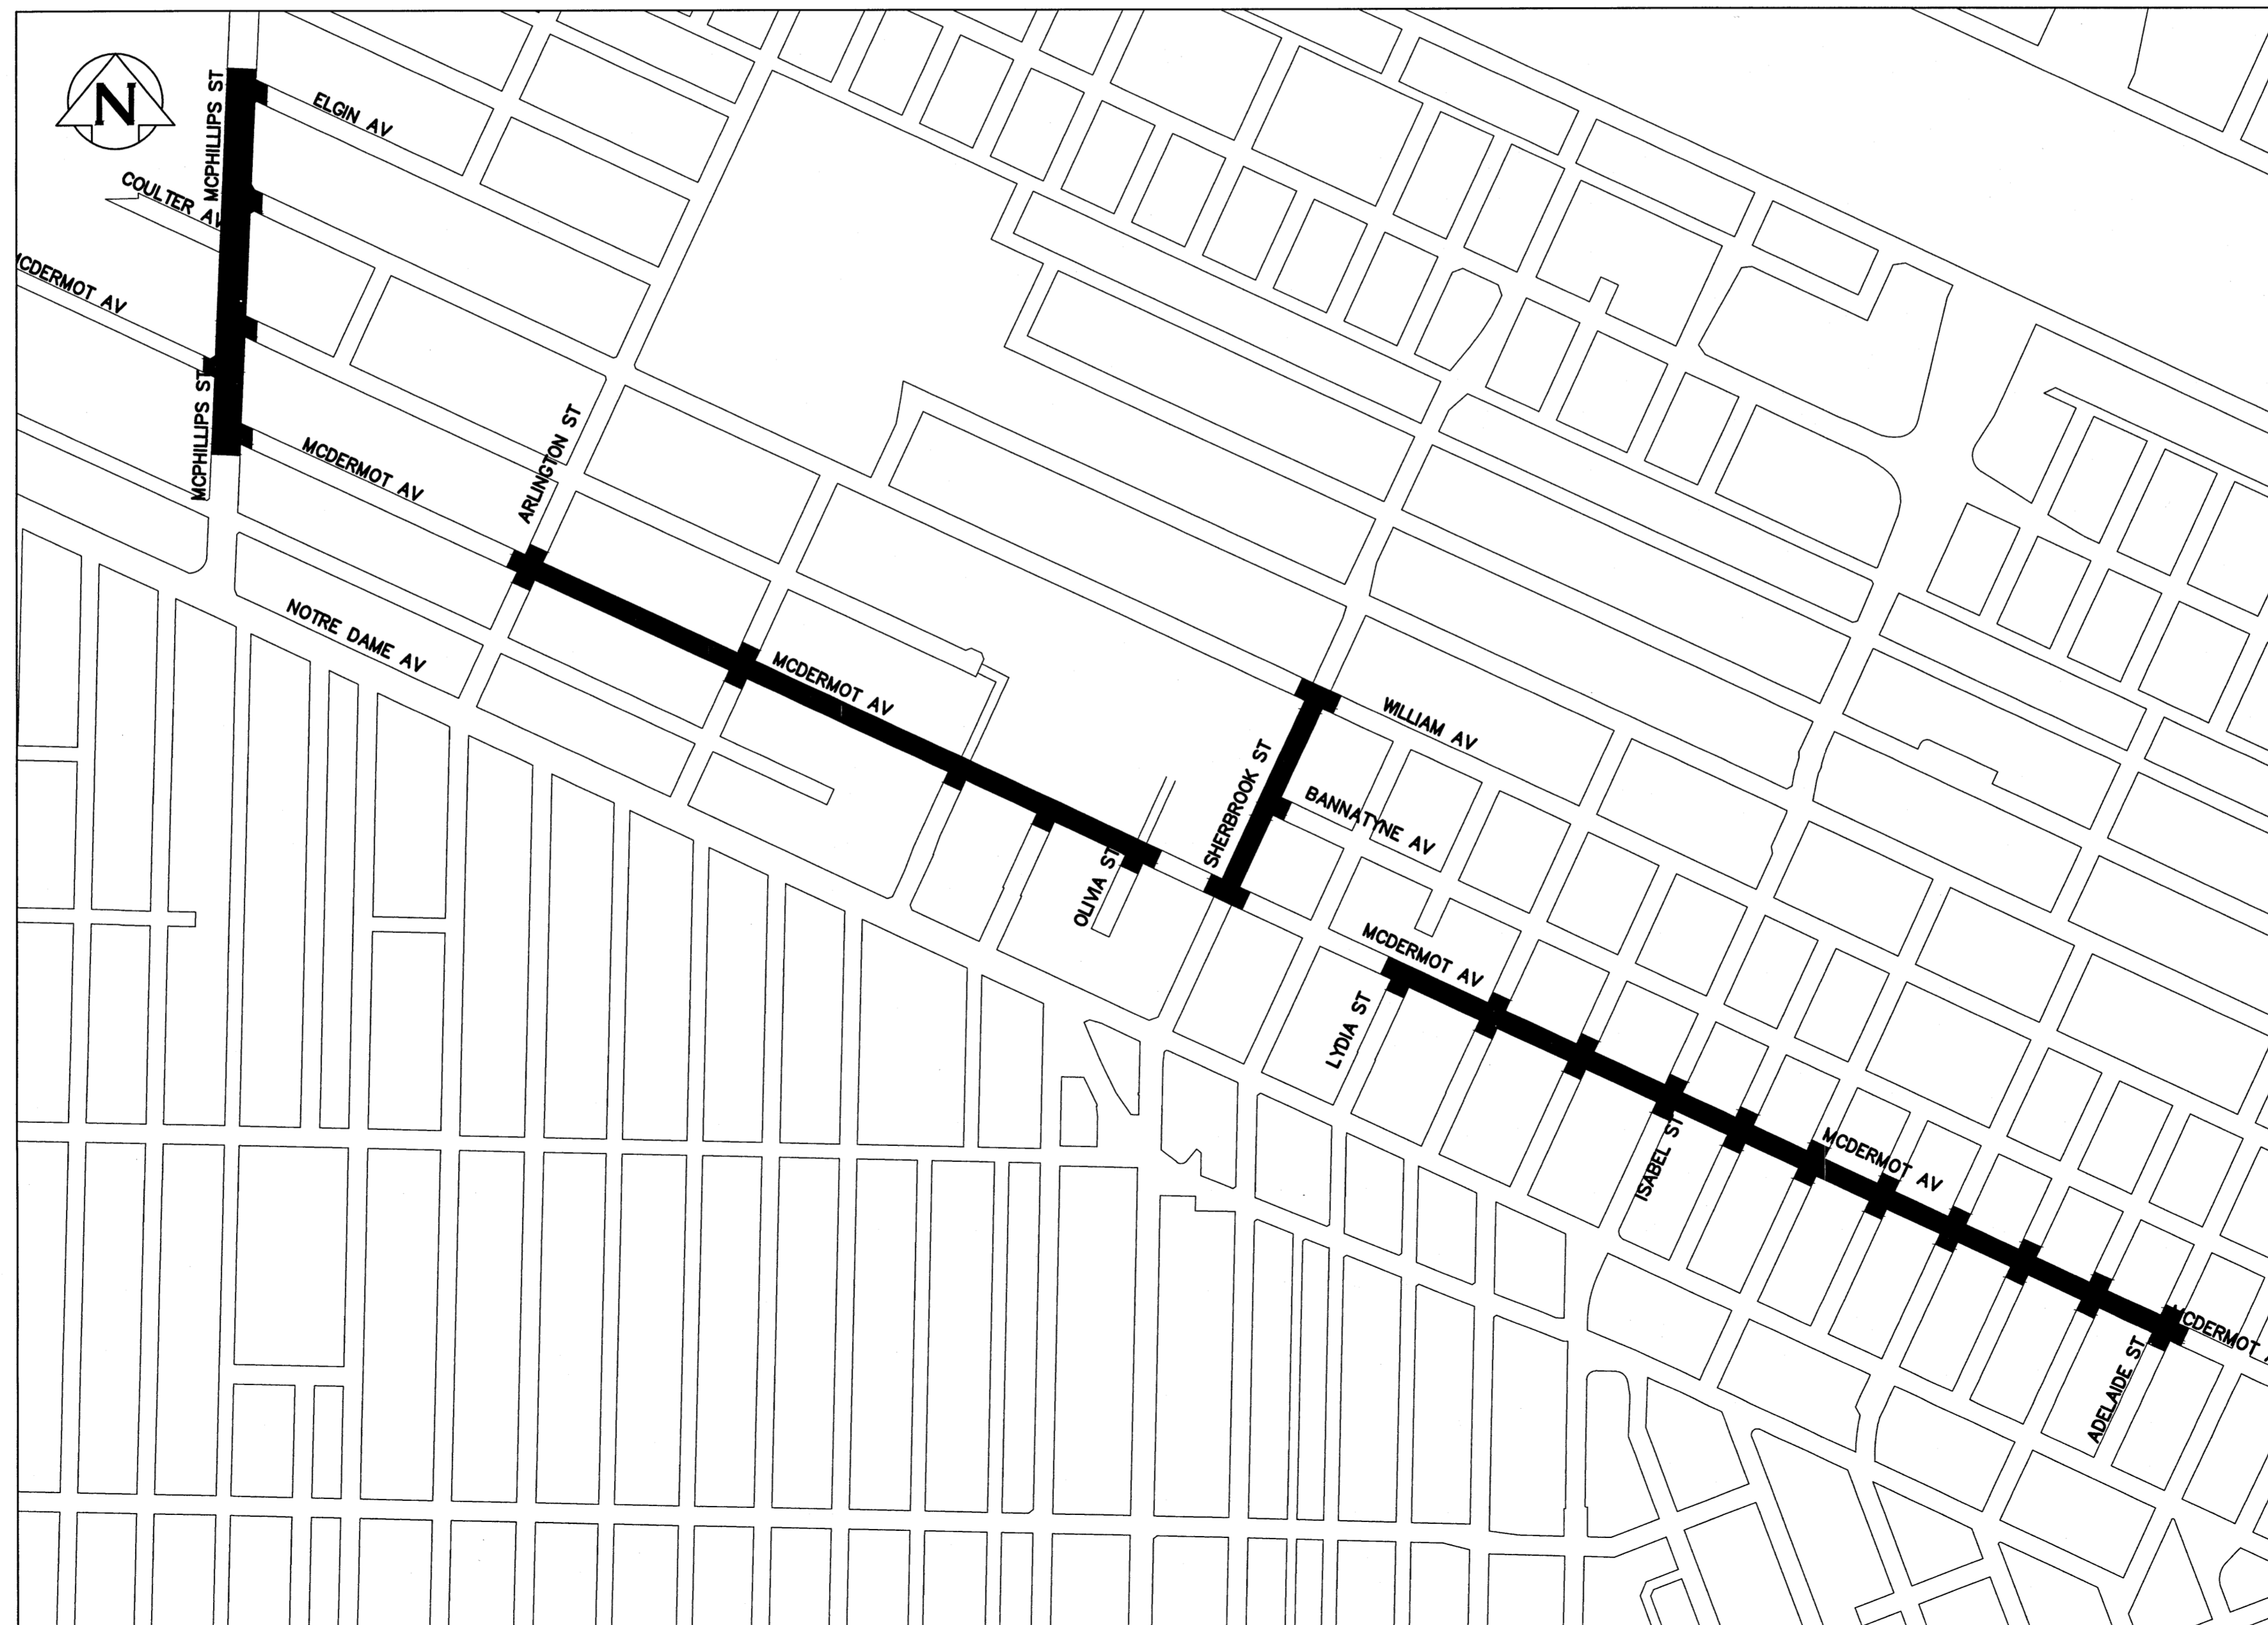 N
MCPHILLIPS ST
ELGIN AV
COULTER AV
MCDERMOT AV
MCPHILLIPS ST
MCDERMOT AV
ARLINGTON ST
NOTRE DAME AV
MCDERMOT AV
WILLIAM AV
SHERBROOK ST
BANNATYNE AV
OLIVIA ST
MCDERMOT AV
LYDIA ST
ISABEL ST
MCDERMOT AV
MCDERMOT A
ADELAIDE ST